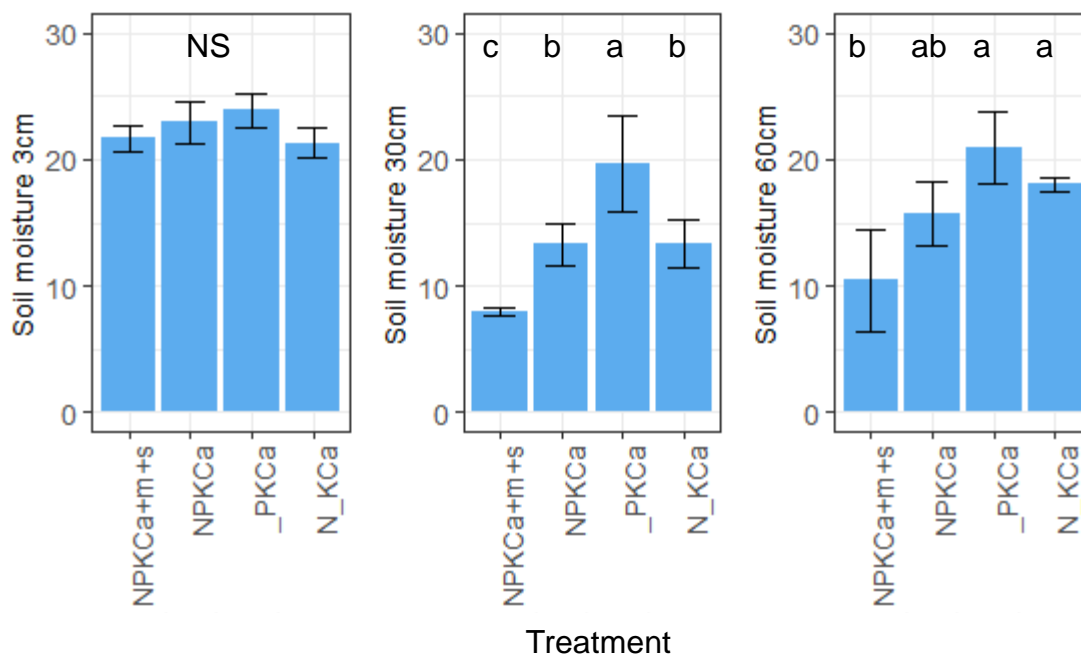 Soil moisture 3cm
30
20
10
0
NS
NPKCa+m+s
NPKCa
_PKCa
N_KCa
Soil moisture 30cm
30
20
10
0
c b a b
NPKCa+m+s
NPKCa
_PKCa
N_KCa
Soil moisture 60cm
30
20
10
0
b ab a a
NPKCa+m+s
NPKCa
_PKCa
N_KCa
Treatment